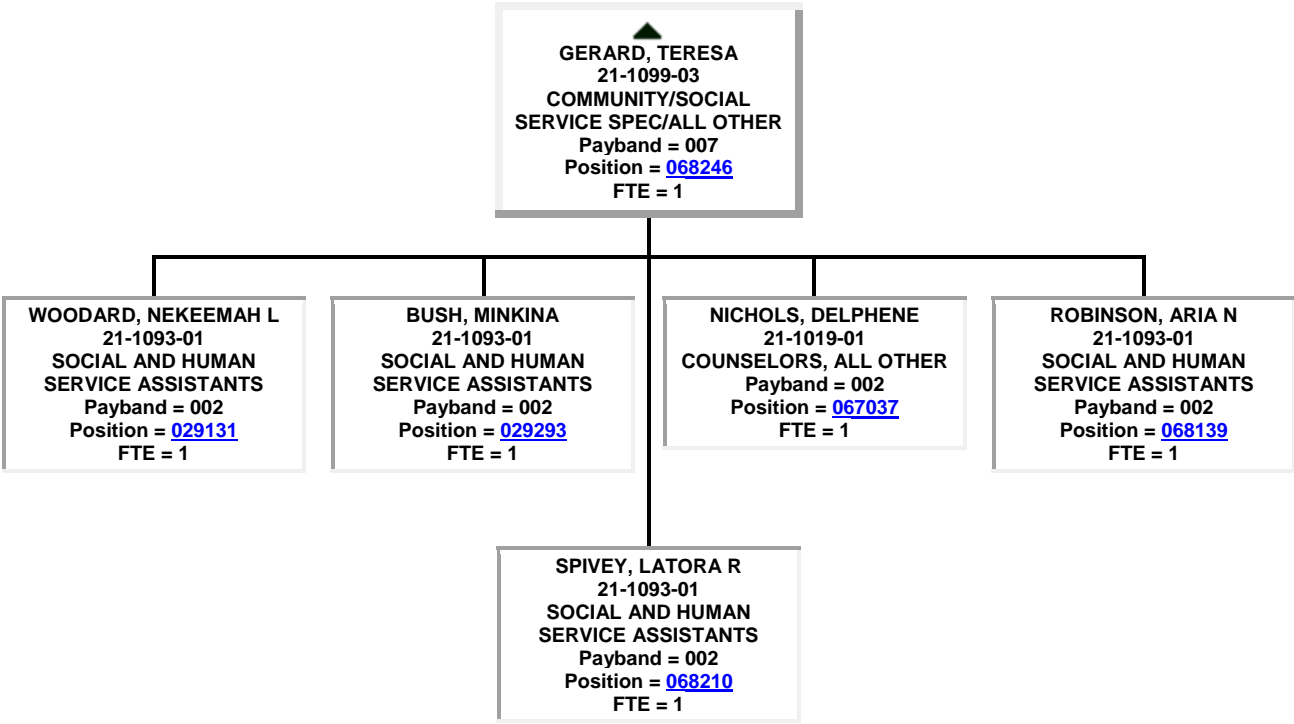 GERARD, TERESA
21-1099-03
COMMUNITY/SOCIAL
SERVICE SPEC/ALL OTHER
Payband = 007
Position = 068246
FTE = 1
WOODARD, NEKEEMAH L
21-1093-01
SOCIAL AND HUMAN
SERVICE ASSISTANTS
Payband = 002
Position = 029131
FTE = 1
BUSH, MINKINA
21-1093-01
SOCIAL AND HUMAN
SERVICE ASSISTANTS
Payband = 002
Position = 029293
FTE = 1
NICHOLS, DELPHENE
21-1019-01
COUNSELORS, ALL OTHER
Payband = 002
Position = 067037
FTE = 1
ROBINSON, ARIA N
21-1093-01
SOCIAL AND HUMAN
SERVICE ASSISTANTS
Payband = 002
Position = 068139
FTE = 1
SPIVEY, LATORA R
21-1093-01
SOCIAL AND HUMAN
SERVICE ASSISTANTS
Payband = 002
Position = 068210
FTE = 1